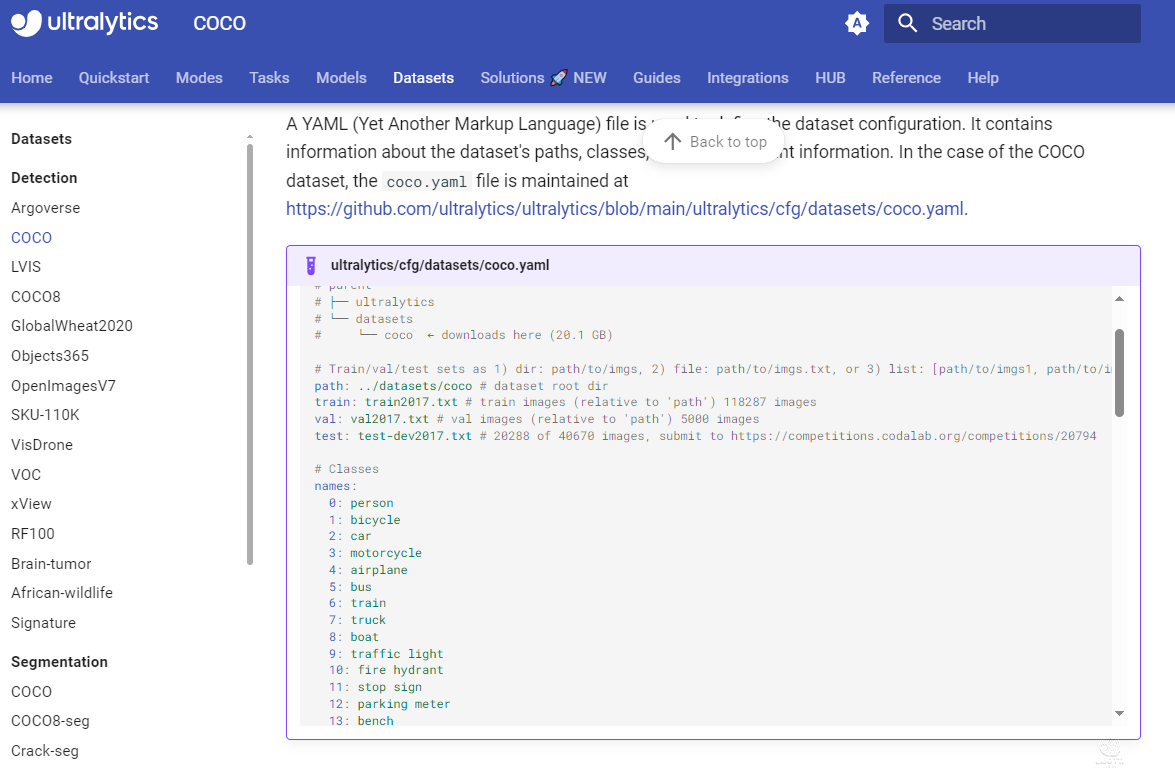 ultralytics COCO
Search
Home Quickstart Modes Tasks Models Datasets Solutions 🚀 NEW Guides Integrations HUB Reference Help
Datasets
Detection
Argoverse
COCO
LVIS
COCO8
GlobalWheat2020
Objects365
OpenImagesV7
SKU-110K
VisDrone
VOC
xView
RF100
Brain-tumor
African-wildlife
Signature
Segmentation
COCO
COCO8-seg
Crack-seg
A YAML (Yet Another Markup Language) file is the dataset configuration. It contains
Back to top
information about the dataset's paths, classes, information. In the case of the COCO
dataset, the coco.yaml file is maintained at
https://github.com/ultralytics/ultralytics/blob/main/ultralytics/cfg/datasets/coco.yaml.
ultralytics/cfg/datasets/coco.yaml
# parent
# ├── ultralytics
# └── datasets
#     └── coco  ← downloads here (20.1 GB)
# Train/val/test sets as 1) dir: path/to/imgs, 2) file: path/to/imgs.txt, or 3) list: [path/to/imgs1, path/to/i
path: ../datasets/coco # dataset root dir
train: train2017.txt # train images (relative to 'path') 118287 images
val: val2017.txt # val images (relative to 'path') 5000 images
test: test-dev2017.txt # 20288 of 40670 images, submit to https://competitions.codalab.org/competitions/20794
# Classes
names:
0: person
1: bicycle
2: car
3: motorcycle
4: airplane
5: bus
6: train
7: truck
8: boat
9: traffic light
10: fire hydrant
11: stop sign
12: parking meter
13: bench